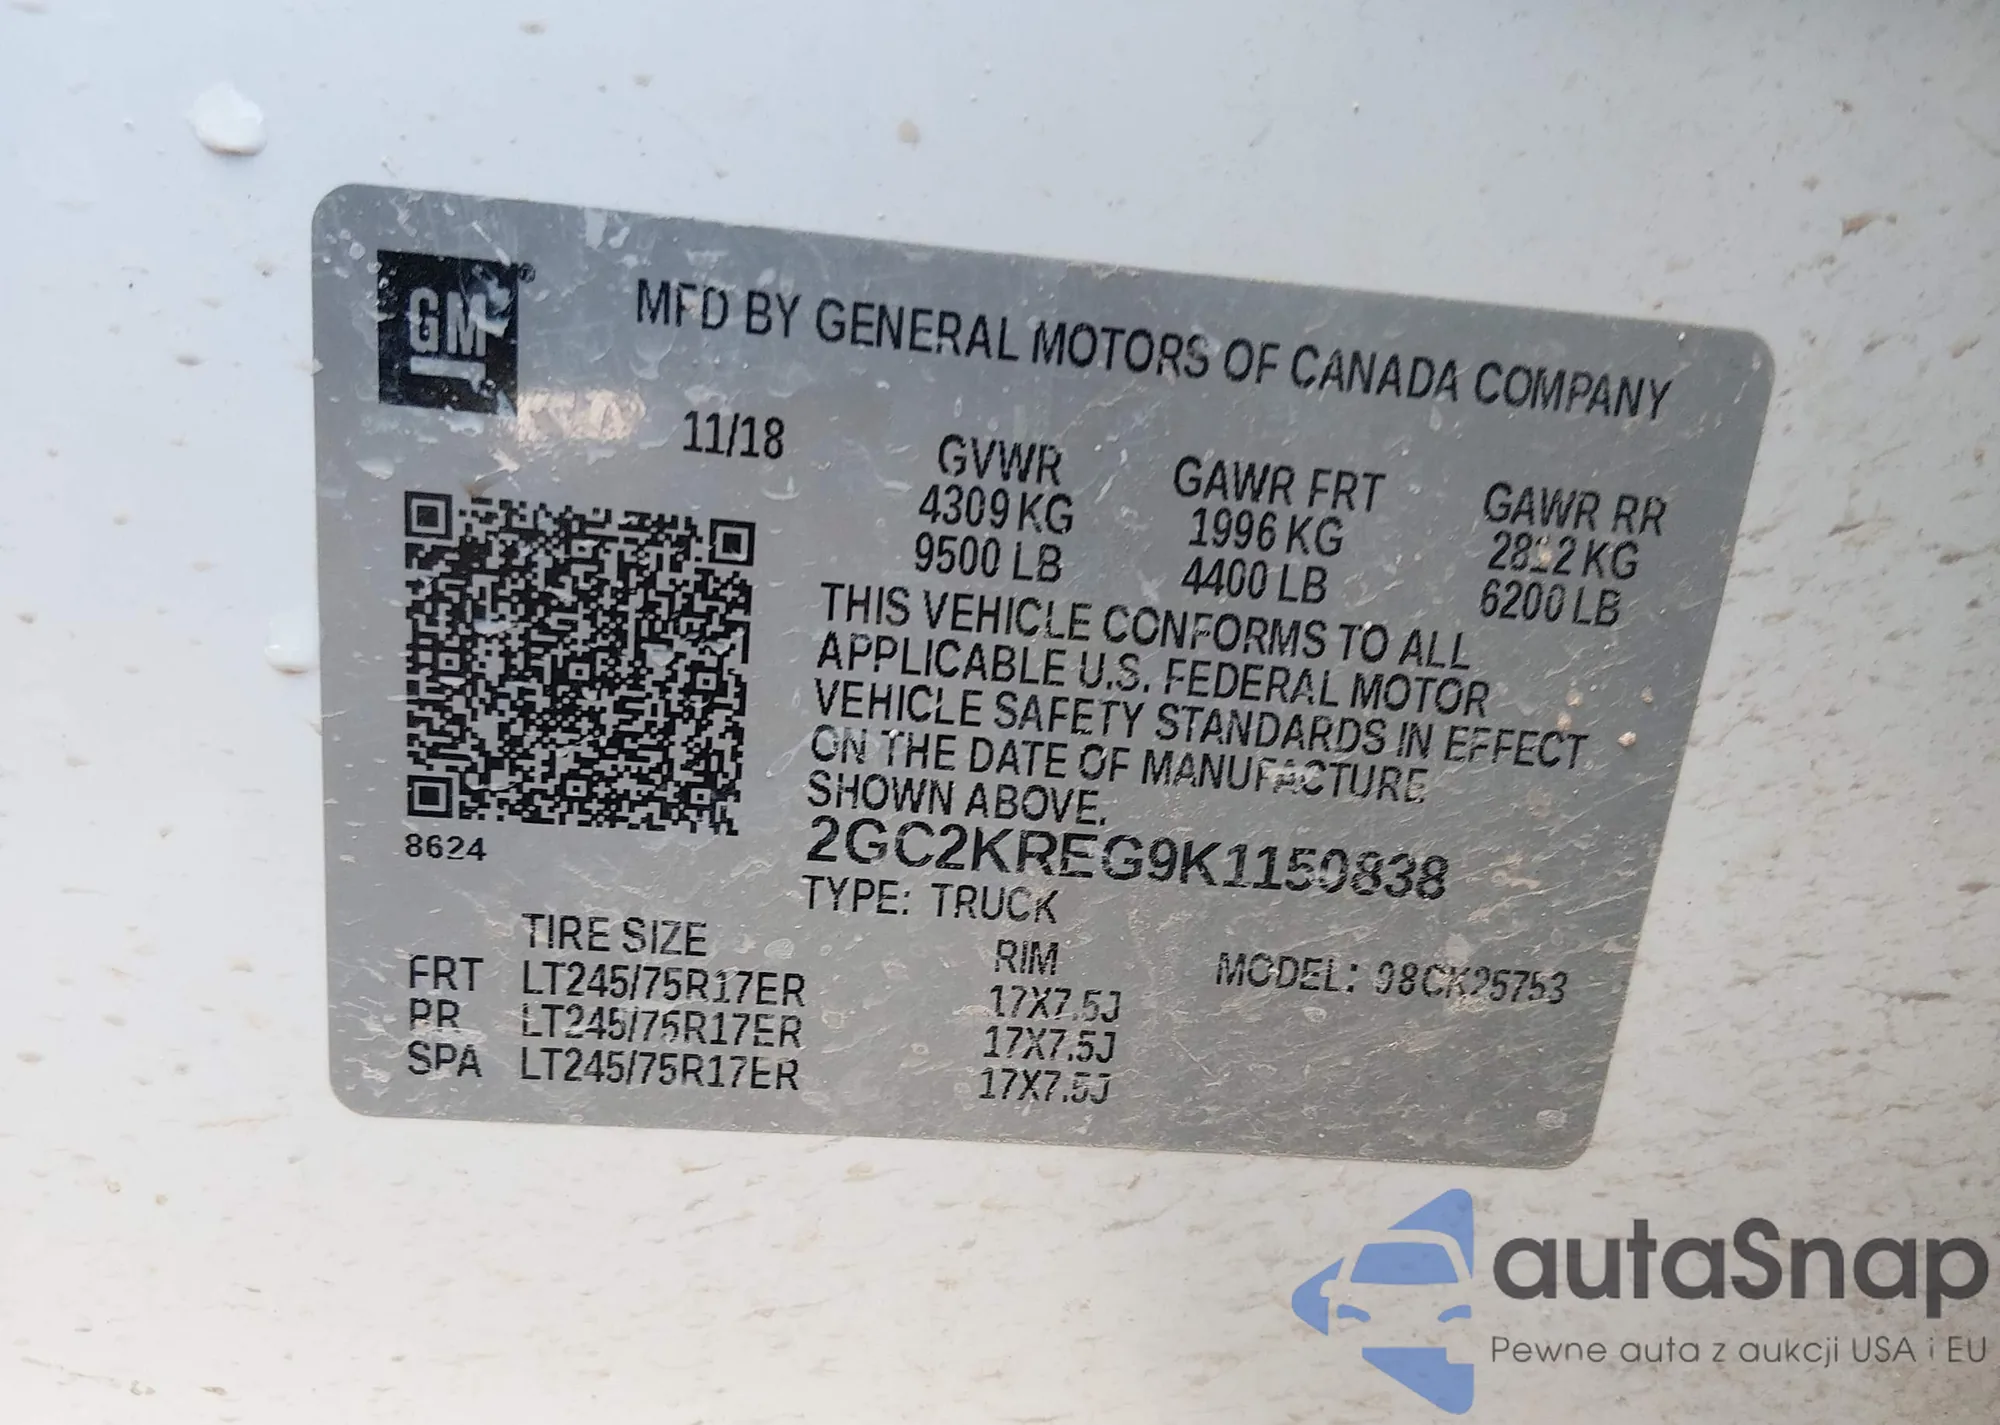 GM®
MFD BY GENERAL MOTORS OF CANADA COMPANY
11/18
GVWR GAWR FRT GAWR RR
4309 KG 1996 KG 2812 KG
9500 LB 4400 LB 6200 LB
THIS VEHICLE CONFORMS TO ALL
APPLICABLE U.S. FEDERAL MOTOR
VEHICLE SAFETY STANDARDS IN EFFECT
ON THE DATE OF MANUFACTURE
SHOWN ABOVE.
8624
2GC2KREG9K1150838
TYPE: TRUCK
TIRE SIZE RIM MODEL: 98CK25753
FRT LT245/75R17ER 17X7.5J
RR LT245/75R17ER 17X7.5J
SPA LT245/75R17ER 17X7.5J
autaSnap
Pewne auta z aukcji USA i EU